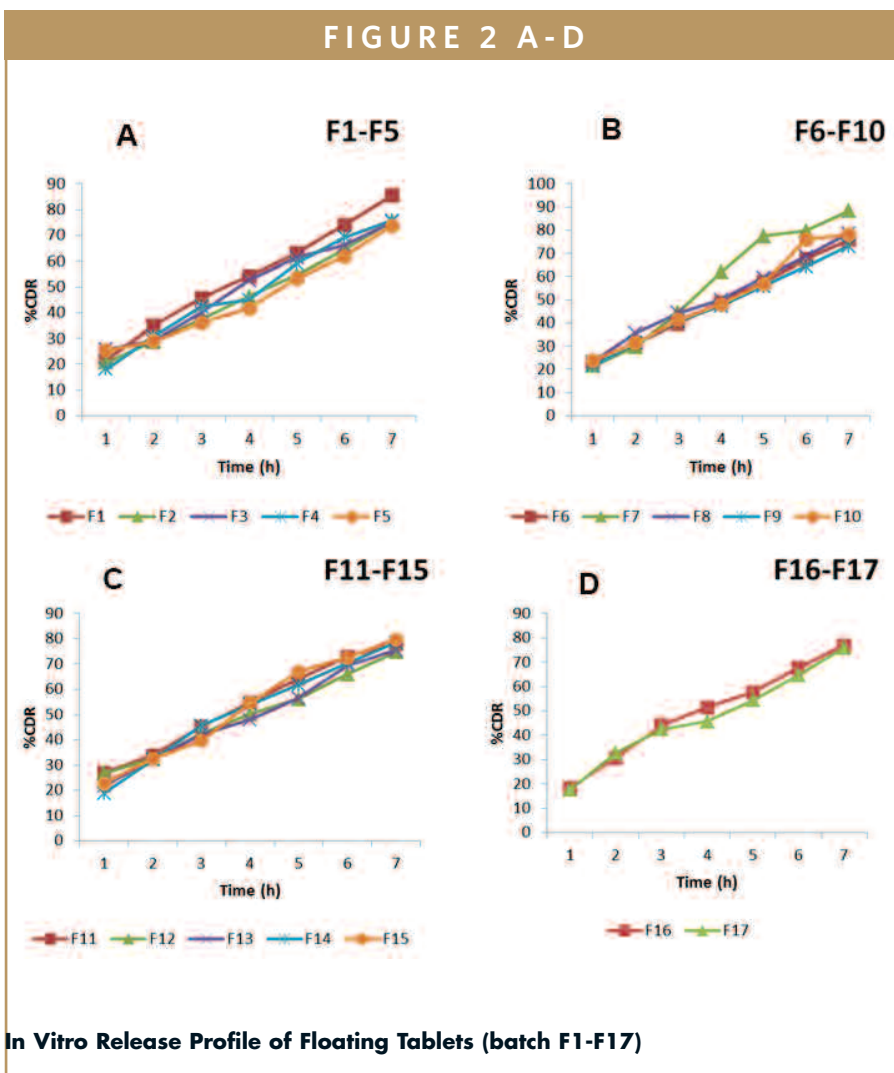 FIGURE 2 A-D
A F1-F5
90
80
70
60
50
40
30
20
10
0
%CDR
1 2 3 4 5 6 7
Time (h)
F1 F2 F3 F4 F5
B F6-F10
100
90
80
70
60
50
40
30
20
10
0
%CDR
1 2 3 4 5 6 7
Time (h)
F6 F7 F8 F9 F10
C F11-F15
90
80
70
60
50
40
30
20
10
0
%CDR
1 2 3 4 5 6 7
Time (h)
F11 F12 F13 F14 F15
D F16-F17
90
80
70
60
50
40
30
20
10
0
%CDR
1 2 3 4 5 6 7
Time (h)
F16 F17
In Vitro Release Profile of Floating Tablets (batch F1-F17)